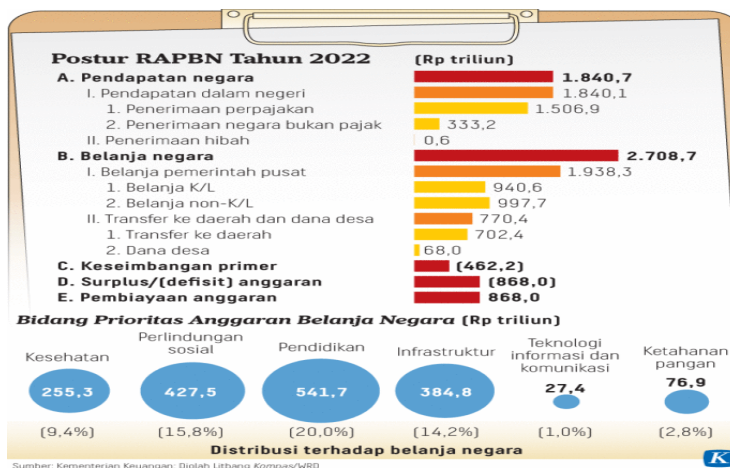 Postur RAPBN Tahun 2022 (Rp triliun)
A. Pendapatan negara 1.840,7
I. Pendapatan dalam negeri 1.840,1
1. Penerimaan perpajakan 1.506,9
2. Penerimaan negara bukan pajak 333,2
II. Penerimaan hibah 0,6
B. Belanja negara 2.708,7
I. Belanja pemerintah pusat 1.938,3
1. Belanja K/L 940,6
2. Belanja non-K/L 997,7
II. Transfer ke daerah dan dana desa 770,4
1. Transfer ke daerah 702,4
2. Dana desa 68,0
C. Keseimbangan primer (462,2)
D. Surplus/(defisit) anggaran (868,0)
E. Pembiayaan anggaran 868,0
Bidang Prioritas Anggaran Belanja Negara (Rp triliun)
Kesehatan
255,3
(9,4%)
Perlindungan
sosial
427,5
(15,8%)
Pendidikan
541,7
(20,0%)
Infrastruktur
384,8
(14,2%)
Teknologi
informasi dan
komunikasi
27,4
(1,0%)
Ketahanan
pangan
76,9
(2,8%)
Distribusi terhadap belanja negara
Sumber: Kementerian Keuangan; Diolah Litbang Kompas/WRD
K